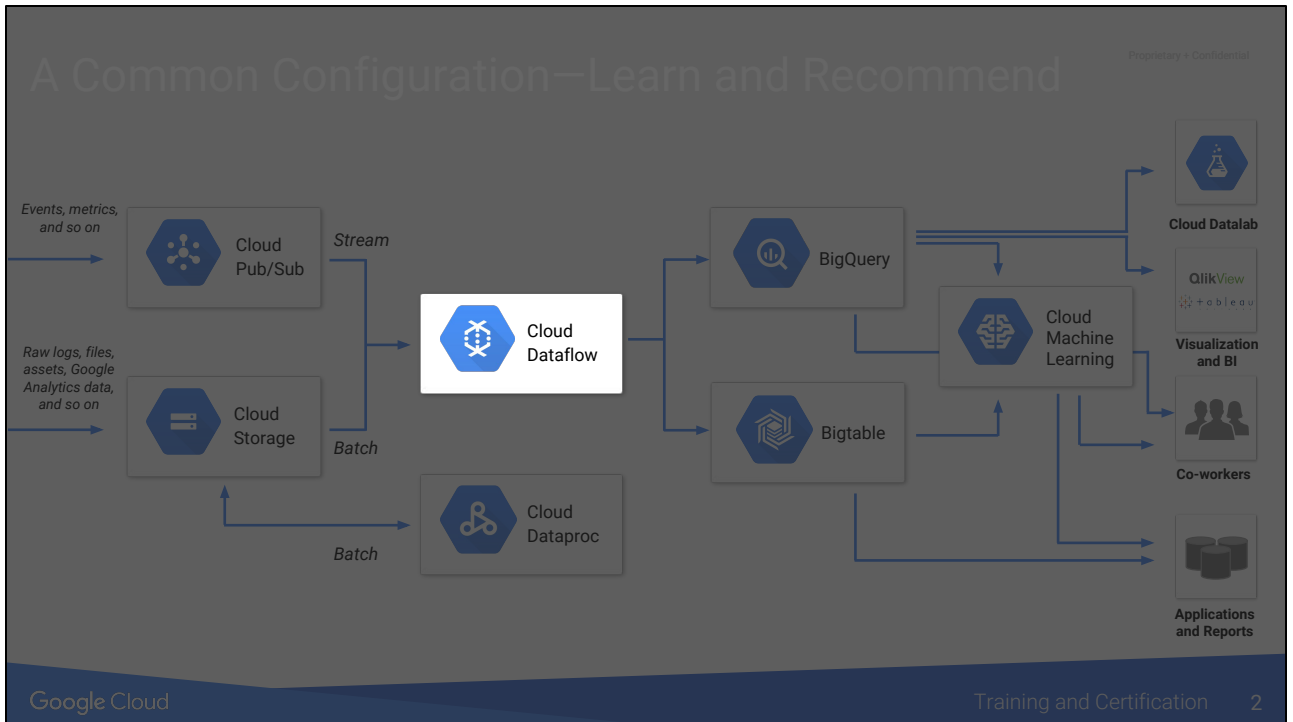 Proprietary + Confidential
A Common Configuration—Learn and Recommend
Events, metrics,
and so on
Cloud
Pub/Sub
Stream
Raw logs, files,
assets, Google
Analytics data,
and so on
Cloud
Storage
Batch
Cloud
Dataflow
Cloud
Dataproc
Batch
BigQuery
Bigtable
Cloud
Machine
Learning
Cloud Datalab
QlikView
+ableau
Visualization
and BI
Co-workers
Applications
and Reports
Google Cloud
Training and Certification 2